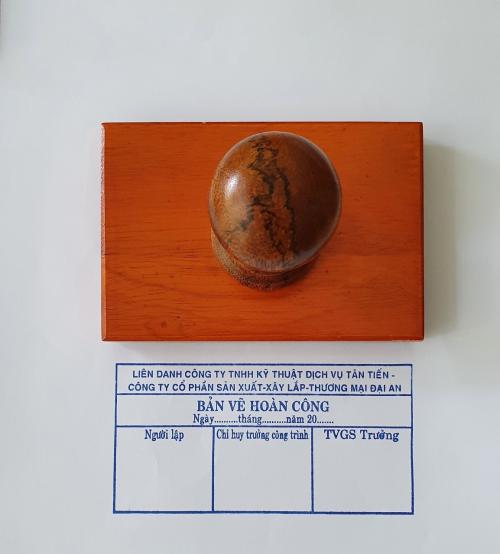 LIÊN DANH CÔNG TY TNHH KỸ THUẬT DỊCH VỤ TÂN TIẾN -
CÔNG TY CỔ PHẦN SẢN XUẤT-XÂY LẮP-THƯƠNG MẠI ĐẠI AN
BẢN VẼ HOÀN CÔNG
Ngày..........tháng..........năm 20.......
Người lập Chỉ huy trưởng công trình TVGS Trưởng